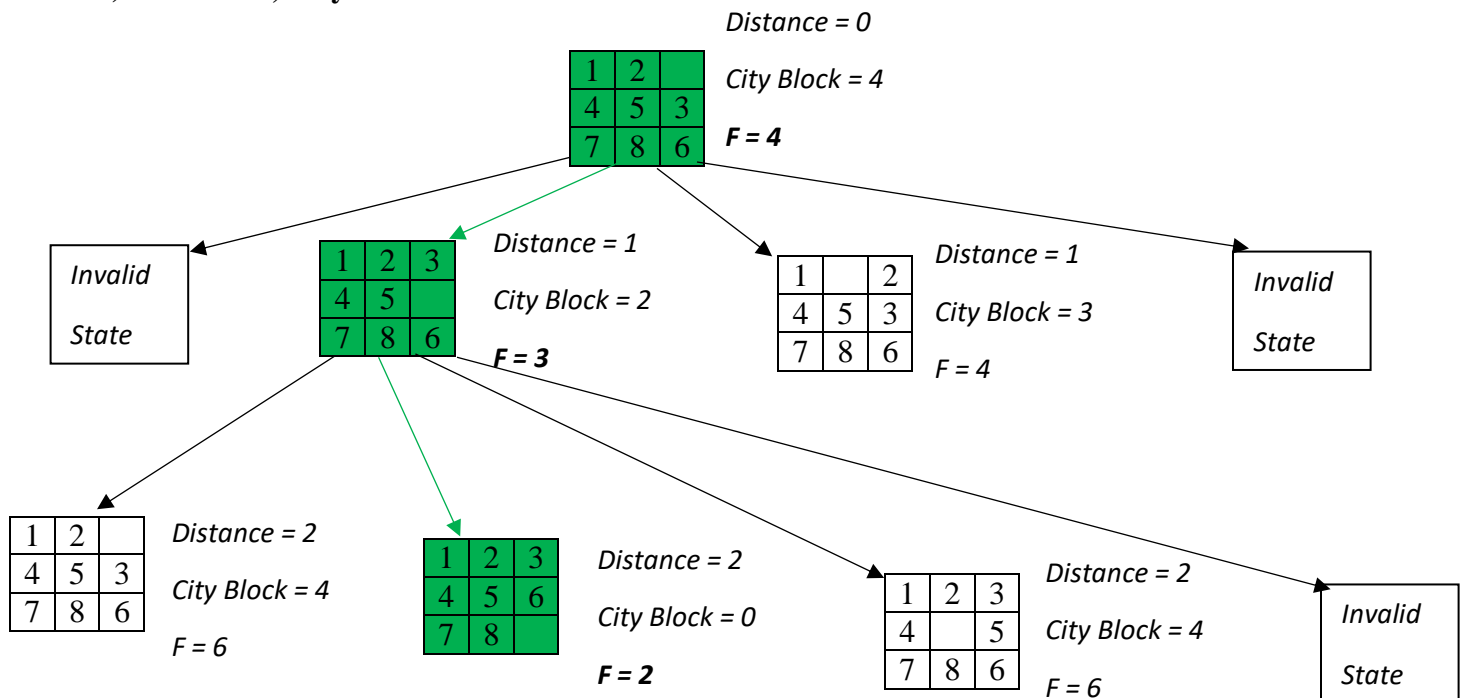 Distance = 0
1 2
City Block = 4
4 5 3
F = 4
7 8 6
Invalid
State
1 2 3
4 5
7 8 6
Distance = 1
City Block = 2
F = 3
1 2
4 5 3
7 8 6
Distance = 1
City Block = 3
F = 4
Invalid
State
1 2
4 5 3
7 8 6
Distance = 2
City Block = 4
F = 6
1 2 3
4 5 6
7 8
Distance = 2
City Block = 0
F = 2
1 2 3
4 5
7 8 6
Distance = 2
City Block = 4
F = 6
Invalid
State